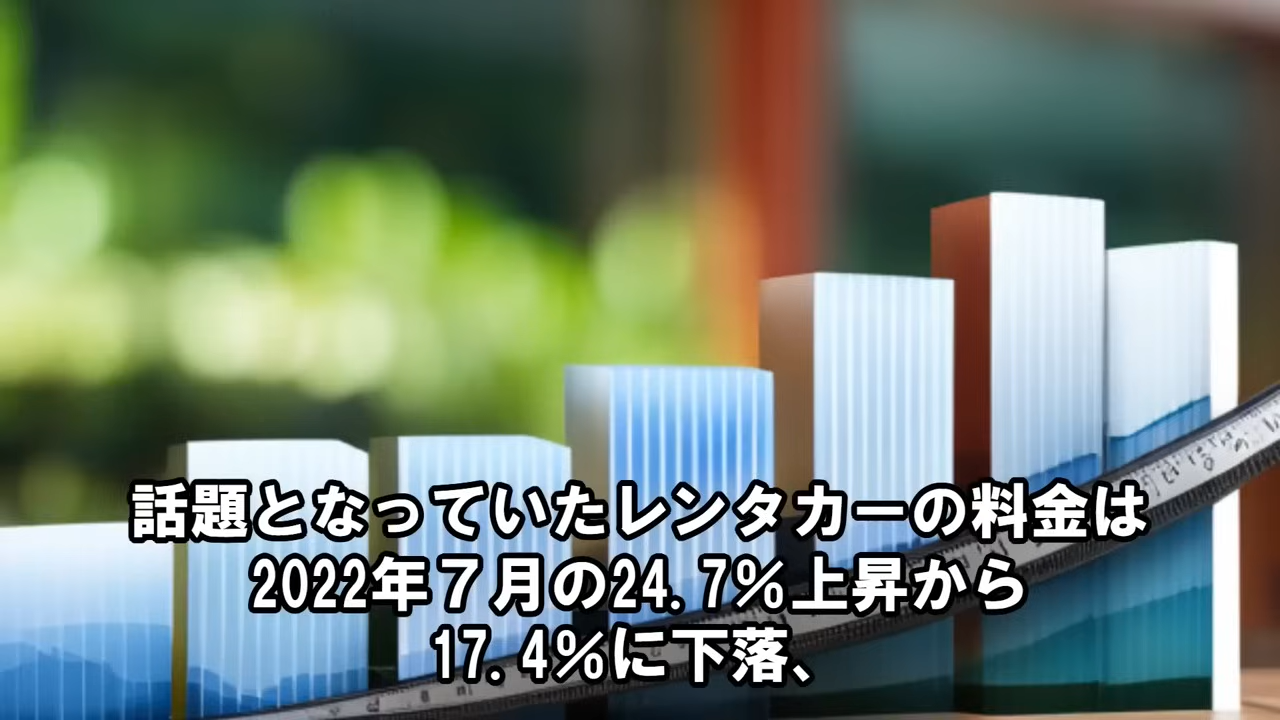 話題となっていたレンタカーの料金は
2022年７月の24.7％上昇から
17.4％に下落、